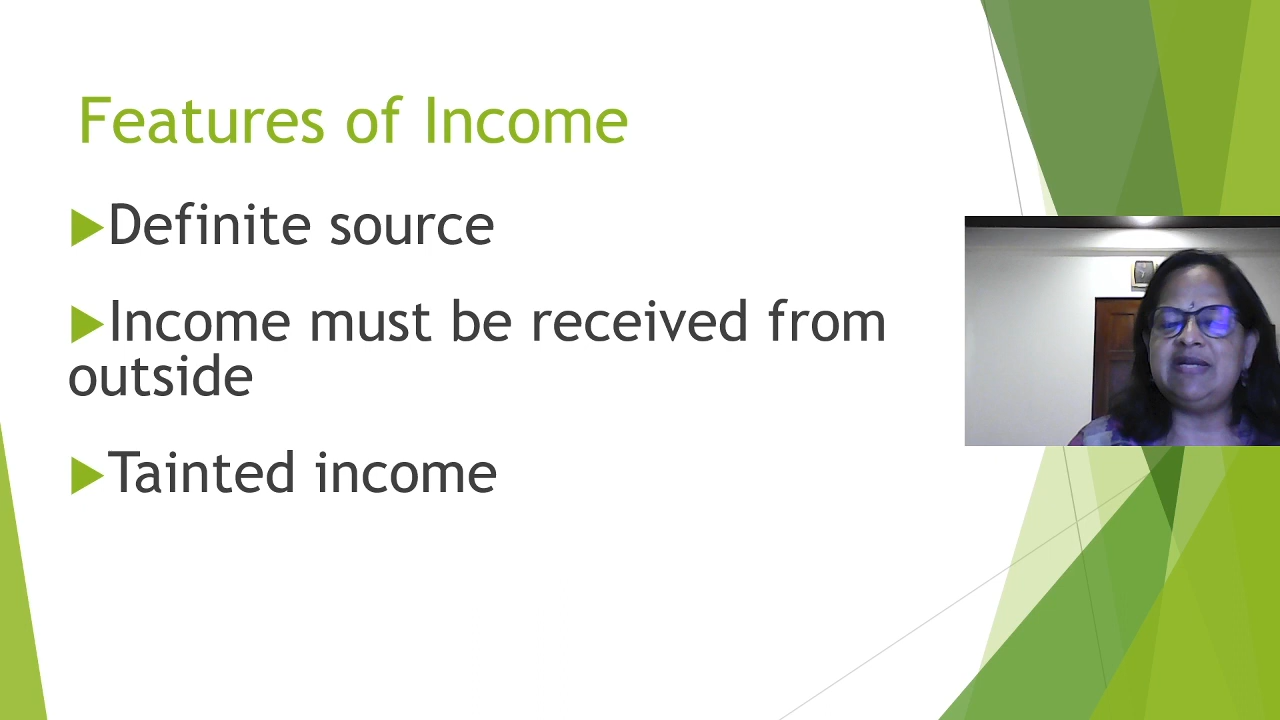 Features of Income
Definite source
Income must be received from
outside
Tainted income